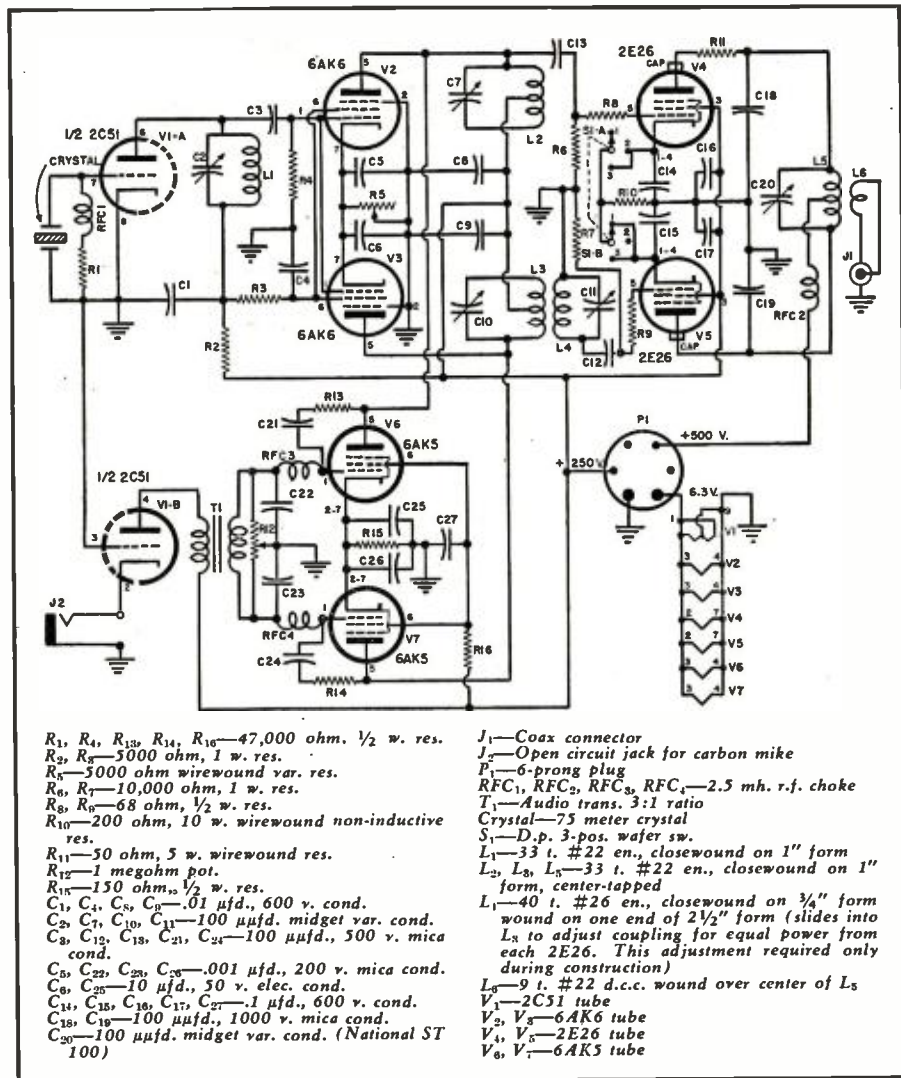 6AK6
C13
2E26
R11
V2
V4
CAP
C7
C3
R8
C18
1/2 2C51
V1-A
L2
S1-A
CRYSTAL
C2
L1
R4
C5
C8
R6
C16
C14
L5
L6
R5
R10
C20
RFC1
C6
C9
R7
C15
J1
R1
V3
S1-B
C17
C4
L3
C11
C19
RFC2
C1
R3
C10
L4
R9
V5
6AK6
C12
2E26
CAP
R2
R13
P1
C21
V6
6AK5
+500 V.
RFC3
+250 V.
1/2 2C51
C22
6.3V.
V1-B
T1
C25
C27
V1
R12
R15
V2
C26
V3
J2
C23
V4
RFC4
V7
V5
6AK5
R16
V6
C24
R14
V7
R₁, R₄, R₁₃, R₁₄, R₁₆—47,000 ohm, ½ w. res.
R₂, R₃—5000 ohm, 1 w. res.
R₅—5000 ohm wirewound var. res.
R₆, R₇—10,000 ohm, 1 w. res.
R₈, R₉—68 ohm, ½ w. res.
R₁₀—200 ohm, 10 w. wirewound non-inductive
res.
R₁₁—50 ohm, 5 w. wirewound res.
R₁₂—1 megohm pot.
R₁₅—150 ohm,, ½ w. res.
C₁, C₄, C₈, C₉—.01 µfd., 600 v. cond.
C₂, C₇, C₁₀, C₁₁—100 µµfd. midget var. cond.
C₃, C₁₂, C₁₃, C₂₁, C₂₄—100 µµfd., 500 v. mica
cond.
C₅, C₂₂, C₂₃, C₂₆—.001 µfd., 200 v. mica cond.
C₆, C₂₅—10 µfd., 50 v. elec. cond.
C₁₄, C₁₅, C₁₆, C₁₇, C₂₇—.1 µfd., 600 v. cond.
C₁₈, C₁₉—100 µµfd., 1000 v. mica cond.
C₂₀—100 µµfd. midget var. cond. (National ST
100)
J₁—Coax connector
J₂—Open circuit jack for carbon mike
P₁—6-prong plug
RFC₁, RFC₂, RFC₃, RFC₄—2.5 mh. r.f. choke
T₁—Audio trans. 3:1 ratio
Crystal—75 meter crystal
S₁—D.p. 3-pos. wafer sw.
L₁—33 t. #22 en., closewound on 1" form
L₂, L₃, L₅—33 t. #22 en., closewound on 1"
form, center-tapped
L₄—40 t. #26 en., closewound on ¾" form
wound on one end of 2½" form (slides into
L₃ to adjust coupling for equal power from
each 2E26. This adjustment required only
during construction)
L₆—9 t. #22 d.c.c. wound over center of L₅
V₁—2C51 tube
V₂, V₃—6AK6 tube
V₄, V₅—2E26 tube
V₆, V₇—6AK5 tube